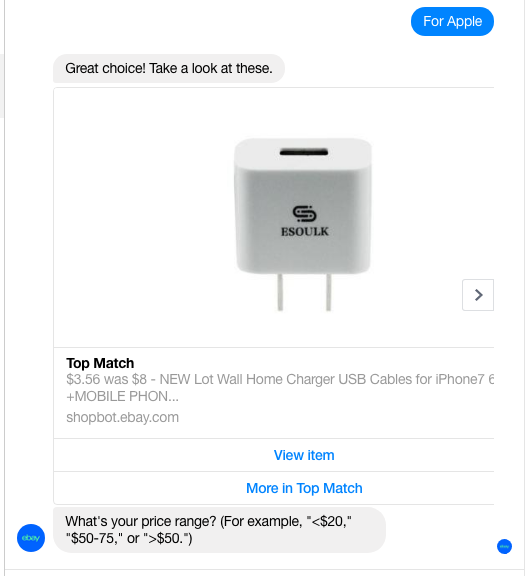 For Apple
Great choice! Take a look at these.
ESOULK
Top Match
$3.56 was $8 - NEW Lot Wall Home Charger USB Cables for iPhone7 6
+MOBILE PHON...
shopbot.ebay.com
View item
More in Top Match
What's your price range? (For example, "<$20,"
"$50-75," or ">$50.")
ebay
ebay